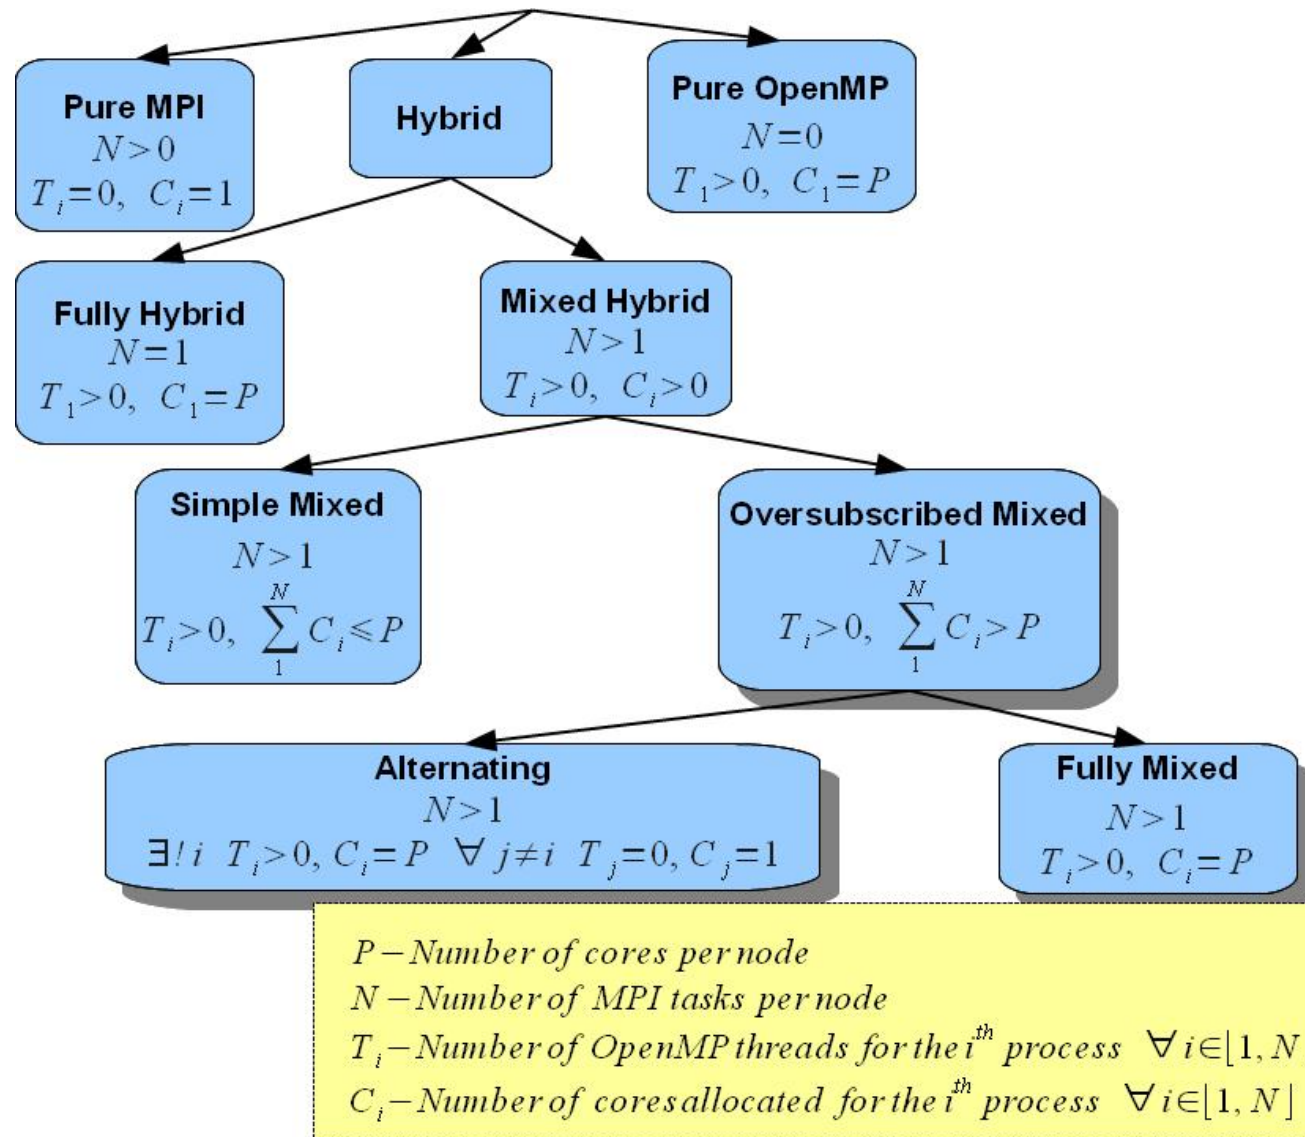 Pure MPI
N>0
T_i=0, C_i=1
Hybrid
Pure OpenMP
N=0
T_1>0, C_1=P
Fully Hybrid
N=1
T_1>0, C_1=P
Mixed Hybrid
N>1
T_i>0, C_i>0
Simple Mixed
N>1
T_i>0, ∑_1^N C_i⩽P
Oversubscribed Mixed
N>1
T_i>0, ∑_1^N C_i>P
Alternating
N>1
∃! i T_i>0, C_i=P ∀ j≠i T_j=0, C_j=1
Fully Mixed
N>1
T_i>0, C_i=P
P–Number of cores per node
N–Number of MPI tasks per node
T_i–Number of OpenMP threads for the i^th process ∀ i∈⌊1, N
C_i–Number of cores allocated for the i^th process ∀ i∈⌊1, N⌋